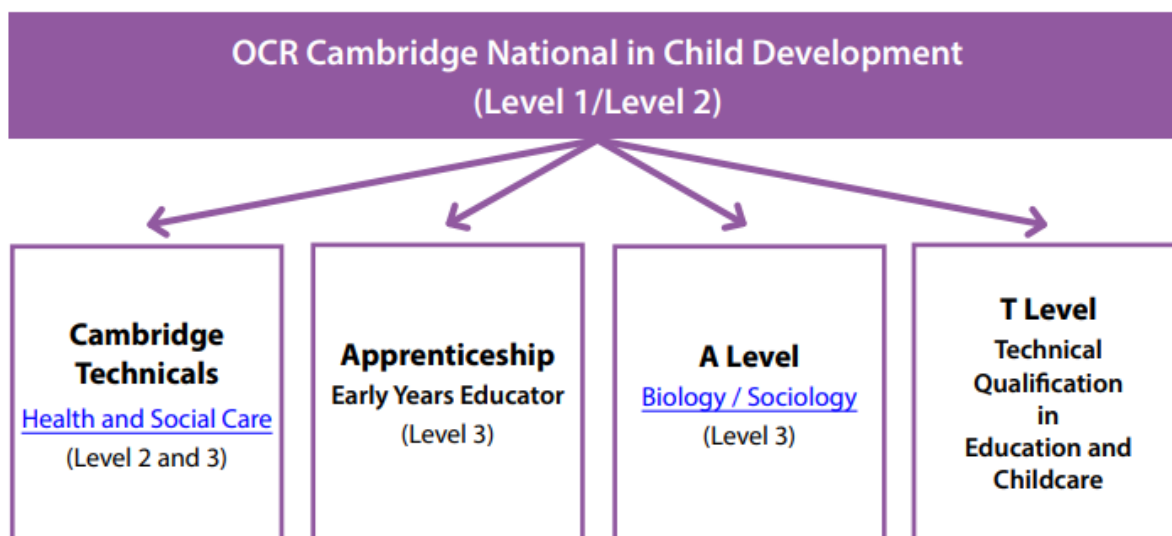 OCR Cambridge National in Child Development
(Level 1/Level 2)
Cambridge
Technicals
Health and Social Care
(Level 2 and 3)
Apprenticeship
Early Years Educator
(Level 3)
A Level
Biology / Sociology
(Level 3)
T Level
Technical
Qualification
in
Education and
Childcare